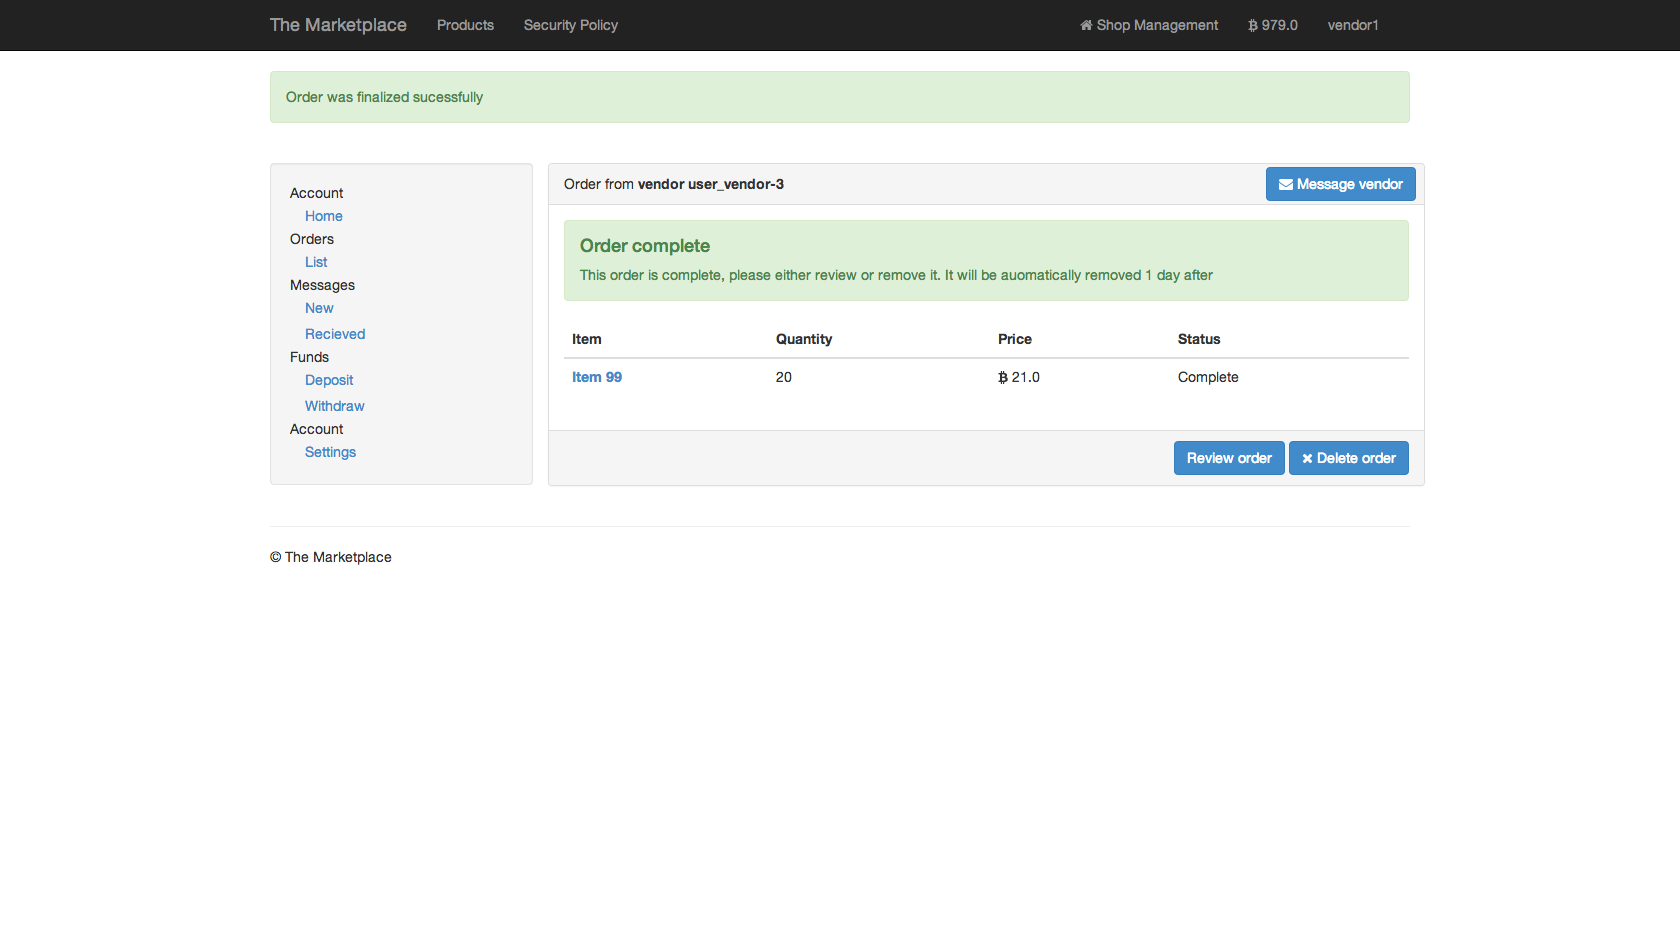 The Marketplace Products Security Policy Shop Management ฿ 979.0 vendor1
Order was finalized sucessfully
Account
Home
Orders
List
Messages
New
Recieved
Funds
Deposit
Withdraw
Account
Settings
Order from vendor user_vendor-3 Message vendor
Order complete
This order is complete, please either review or remove it. It will be auomatically removed 1 day after
Item Quantity Price Status
Item 99 20 ฿ 21.0 Complete
Review order × Delete order
© The Marketplace